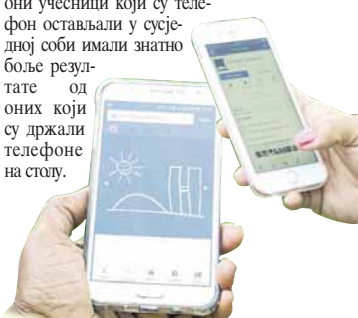 они учесници који су теле-
фон остављали у сусје-
дној соби имали знатно
боље резул-
тате од
оних који
су држали
телефоне
на столу.